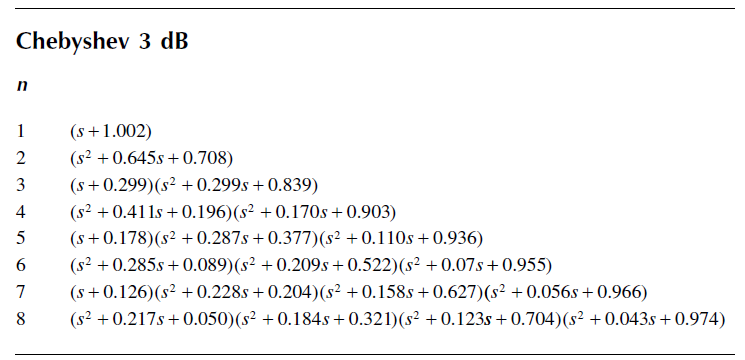 Chebyshev 3 dB
n
1 (s + 1.002)
2 (s² + 0.645s + 0.708)
3 (s + 0.299)(s² + 0.299s + 0.839)
4 (s² + 0.411s + 0.196)(s² + 0.170s + 0.903)
5 (s + 0.178)(s² + 0.287s + 0.377)(s² + 0.110s + 0.936)
6 (s² + 0.285s + 0.089)(s² + 0.209s + 0.522)(s² + 0.07s + 0.955)
7 (s + 0.126)(s² + 0.228s + 0.204)(s² + 0.158s + 0.627)(s² + 0.056s + 0.966)
8 (s² + 0.217s + 0.050)(s² + 0.184s + 0.321)(s² + 0.123s + 0.704)(s² + 0.043s + 0.974)